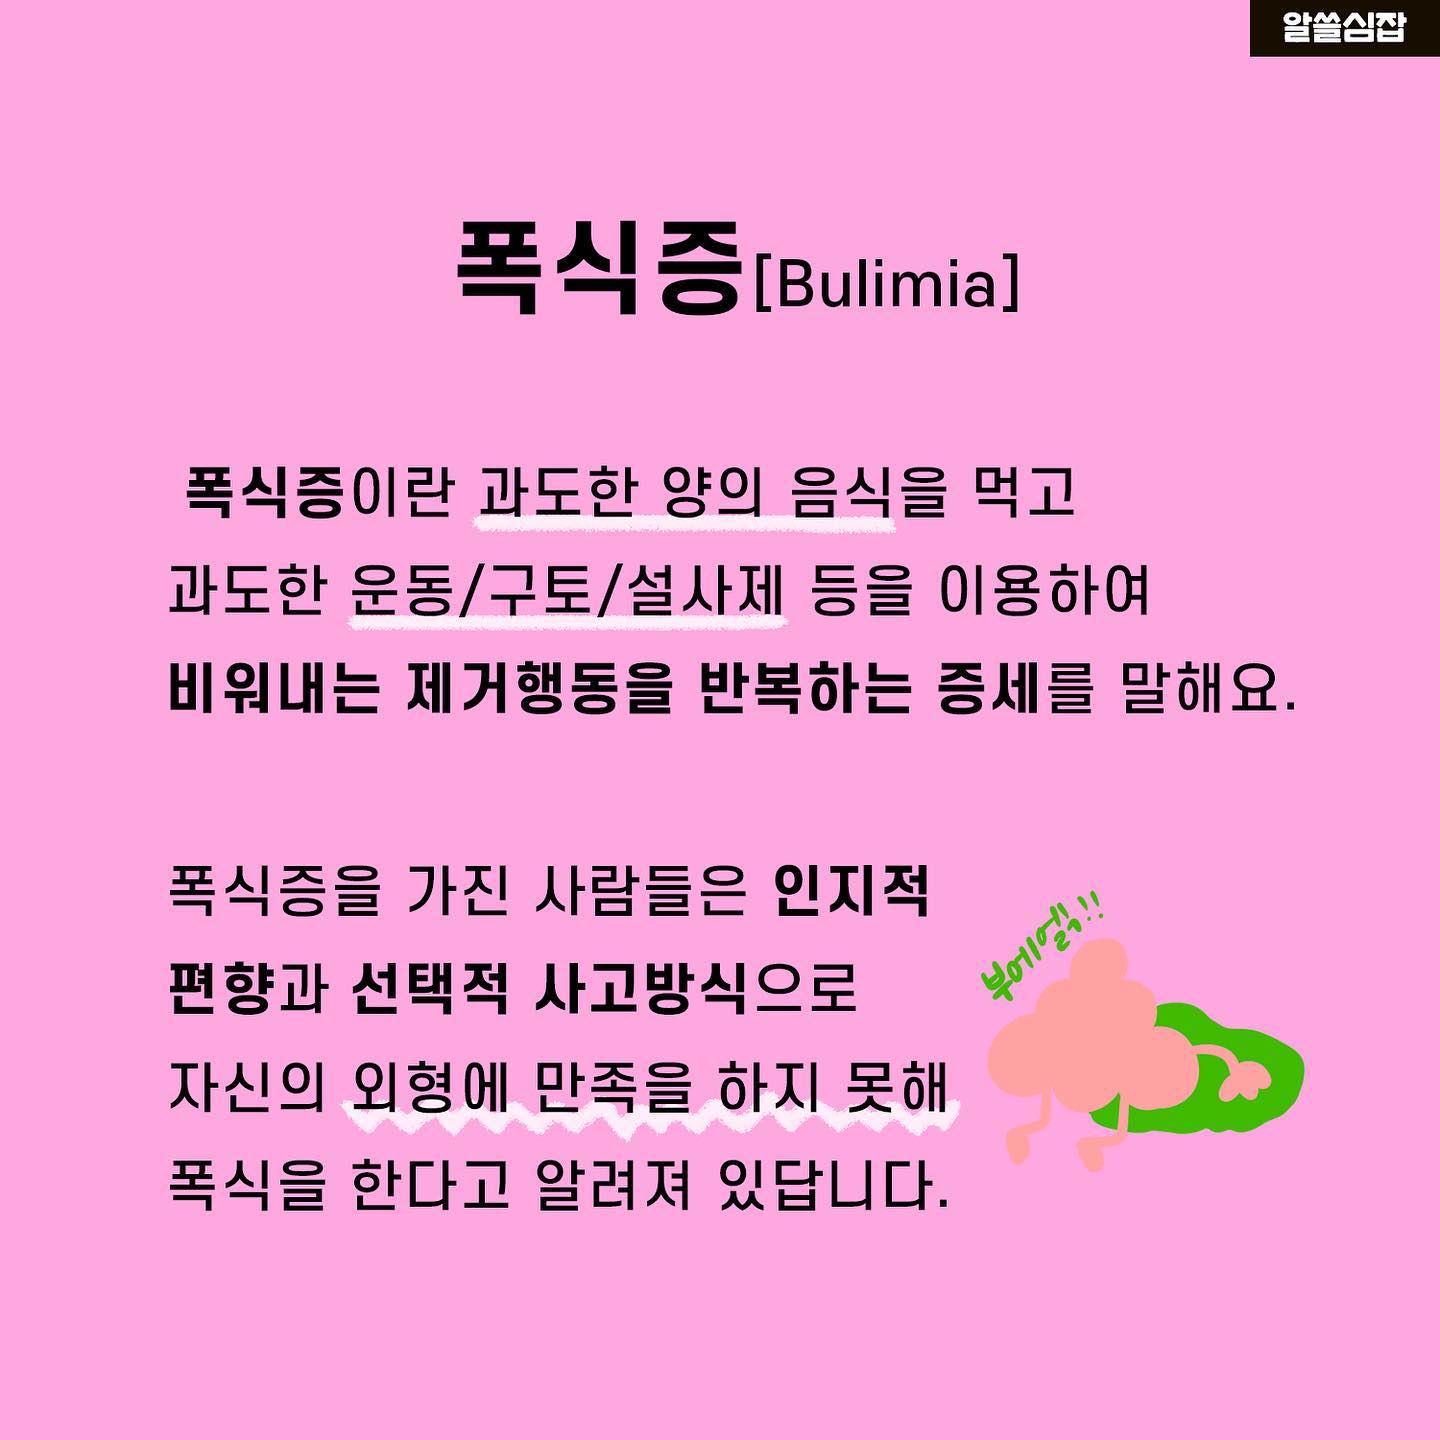 알쓸심잡
폭식증[Bulimia]
폭식증이란 과도한 양의 음식을 먹고
과도한 운동/구토/설사제 등을 이용하여
비워내는 제거행동을 반복하는 증세를 말해요.
폭식증을 가진 사람들은 인지적
편향과 선택적 사고방식으로
자신의 외형에 만족을 하지 못해
폭식을 한다고 알려져 있답니다.